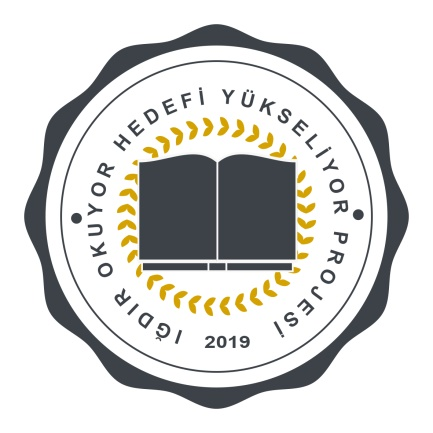 IĞDIR OKUYOR HEDEFİ YÜKSELİYOR PROJESİ
2019